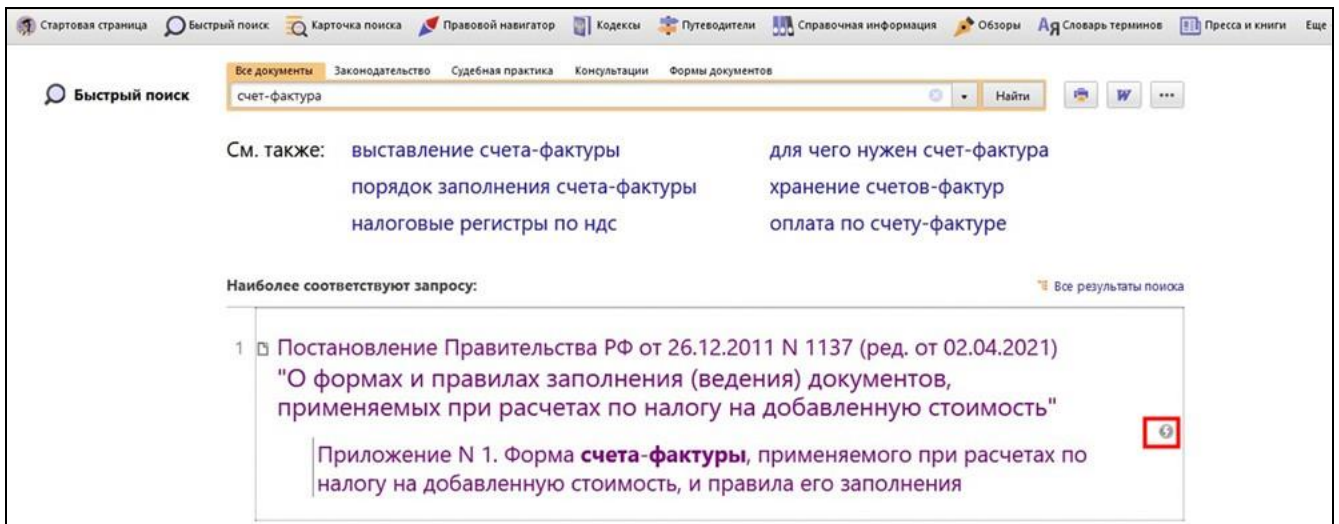 Стартовая страница Быстрый поиск Карточка поиска Правовой навигатор Кодексы Путеводители Справочная информация Обзоры Ая Словарь терминов Пресса и книги Еще
Все документы Законодательство Судебная практика Консультации Формы документов
Быстрый поиск счет-фактура Найти W ...
См. также: выставление счета-фактуры для чего нужен счет-фактура
порядок заполнения счета-фактуры хранение счетов-фактур
налоговые регистры по ндс оплата по счету-фактуре
Наиболее соответствуют запросу: Все результаты поиска
1 Постановление Правительства РФ от 26.12.2011 N 1137 (ред. от 02.04.2021)
"О формах и правилах заполнения (ведения) документов,
применяемых при расчетах по налогу на добавленную стоимость"
Приложение N 1. Форма счета-фактуры, применяемого при расчетах по
налогу на добавленную стоимость, и правила его заполнения